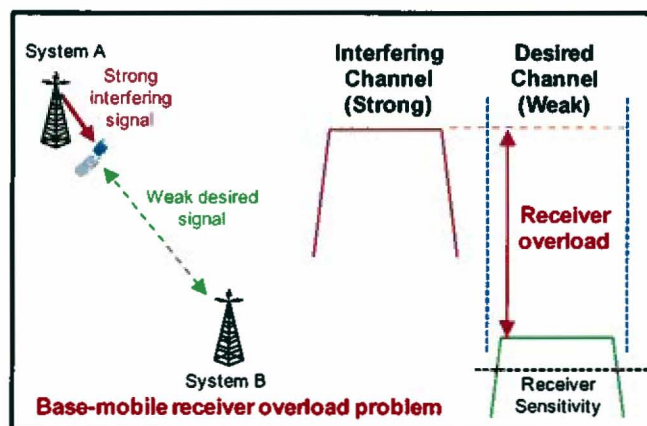 System A
Strong
interfering
signal
Weak desired
signal
System B
Interfering
Channel
(Strong)
Desired
Channel
(Weak)
Receiver
overload
Receiver
Sensitivity
Base-mobile receiver overload problem